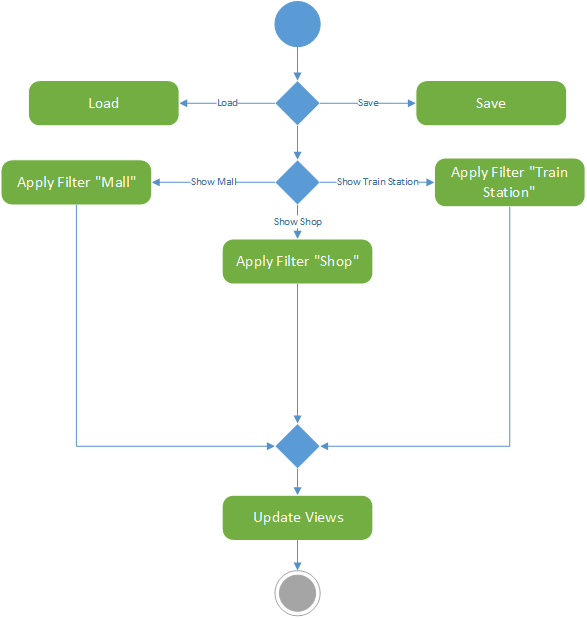 Load
Load
Save
Save
Apply Filter "Mall"
Show Mall
Show Train Station
Apply Filter "Train
Station"
Show Shop
Apply Filter "Shop"
Update Views